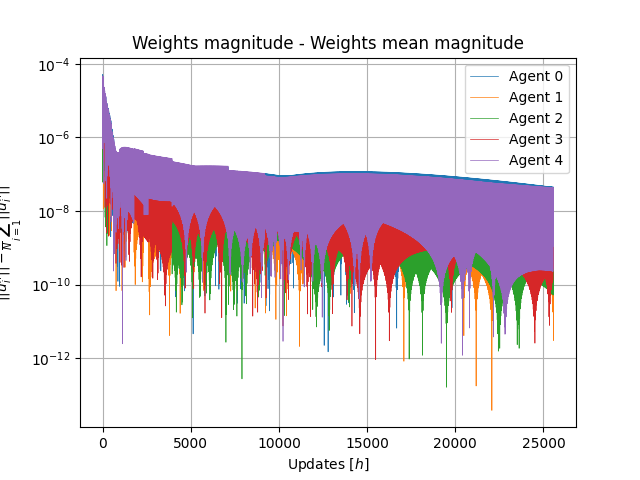 Weights magnitude - Weights mean magnitude
10⁻⁴
10⁻⁶
10⁻⁸
10⁻¹⁰
10⁻¹²
Agent 0
Agent 1
Agent 2
Agent 3
Agent 4
0
5000
10000
15000
20000
25000
Updates [h]